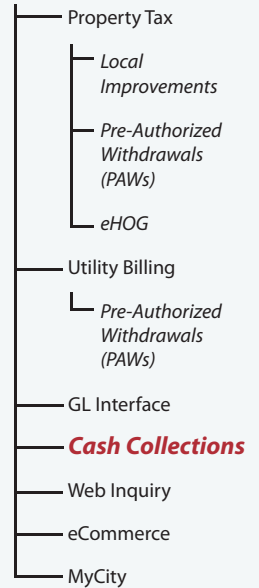 Property Tax
Local
Improvements
Pre-Authorized
Withdrawals
(PAWs)
eHOG
Utility Billing
Pre-Authorized
Withdrawals
(PAWs)
GL Interface
Cash Collections
Web Inquiry
eCommerce
MyCity